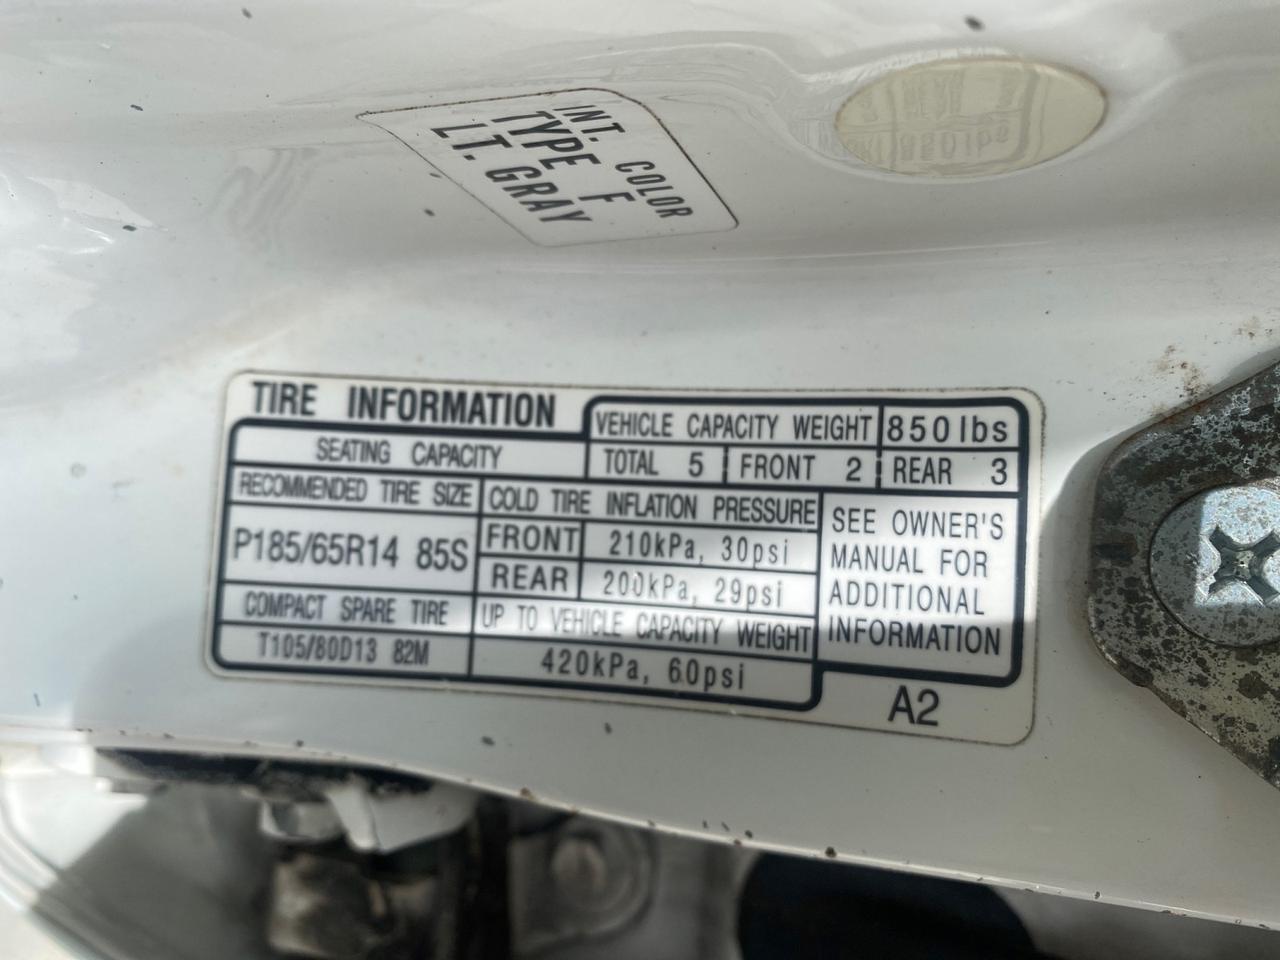 INT. COLOR
TYPE F
LT. GRAY
TIRE INFORMATION
VEHICLE CAPACITY WEIGHT 850lbs
SEATING CAPACITY TOTAL 5 FRONT 2 REAR 3
RECOMMENDED TIRE SIZE COLD TIRE INFLATION PRESSURE
P185/65R14 85S
FRONT 210kPa, 30psi
REAR 200kPa, 29psi
COMPACT SPARE TIRE UP TO VEHICLE CAPACITY WEIGHT
T105/80D13 82M 420kPa, 60psi
SEE OWNER'S
MANUAL FOR
ADDITIONAL
INFORMATION
A2